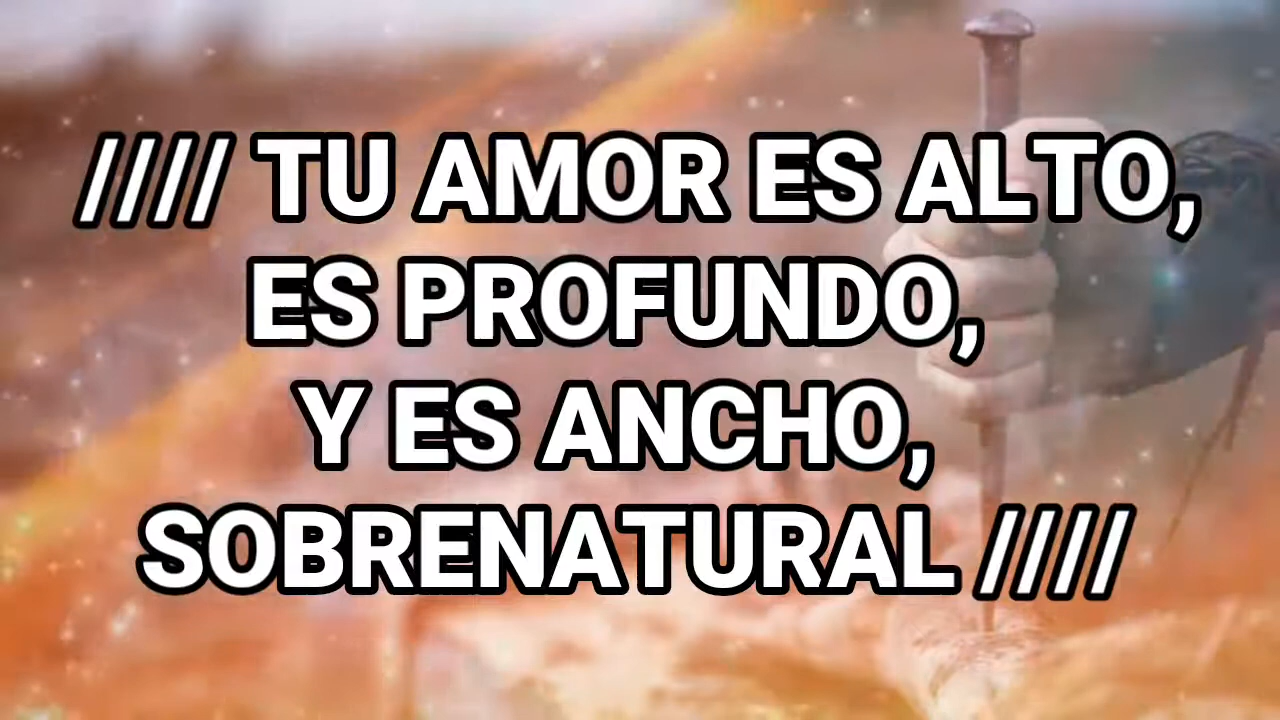 //// TU AMOR ES ALTO,
ES PROFUNDO,
Y ES ANCHO,
SOBRENATURAL ////